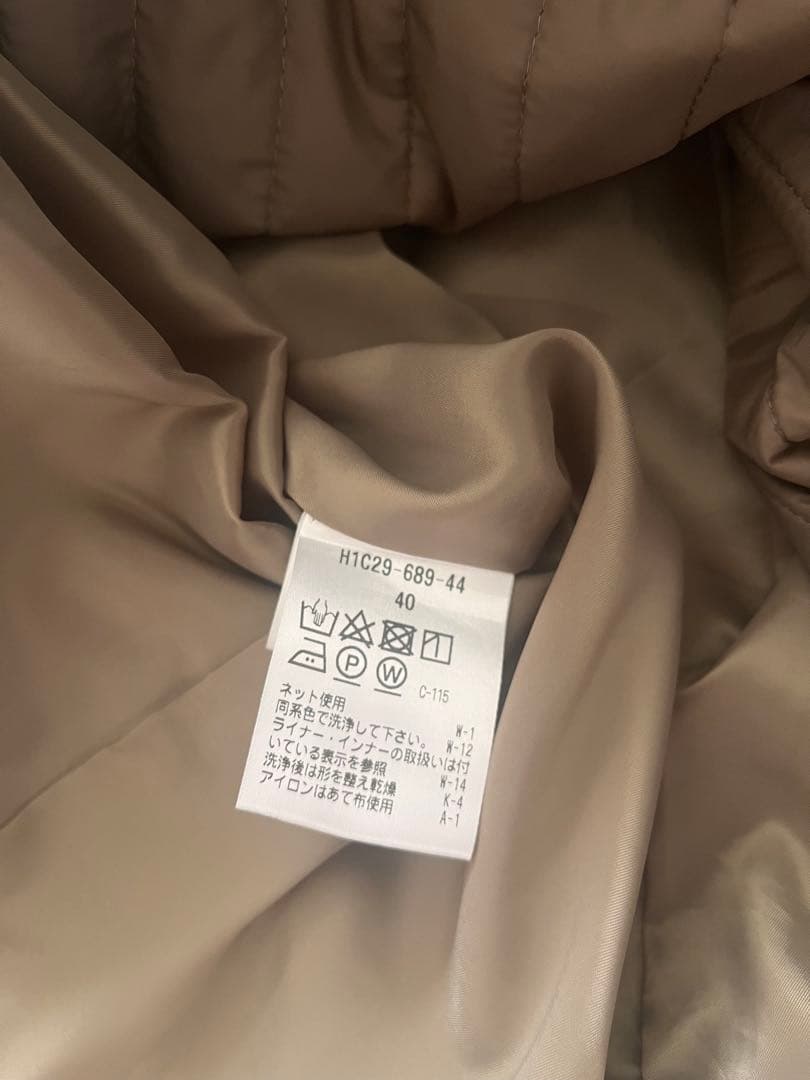 H1C29-689-44
40
P W C-115
ネット使用 W-1
同系色で洗浄して下さい。 W-12
ライナー・インナーの取扱いは付
いている表示を参照 W-14
洗浄後は形を整え乾燥 K-4
アイロンはあて布使用 A-1